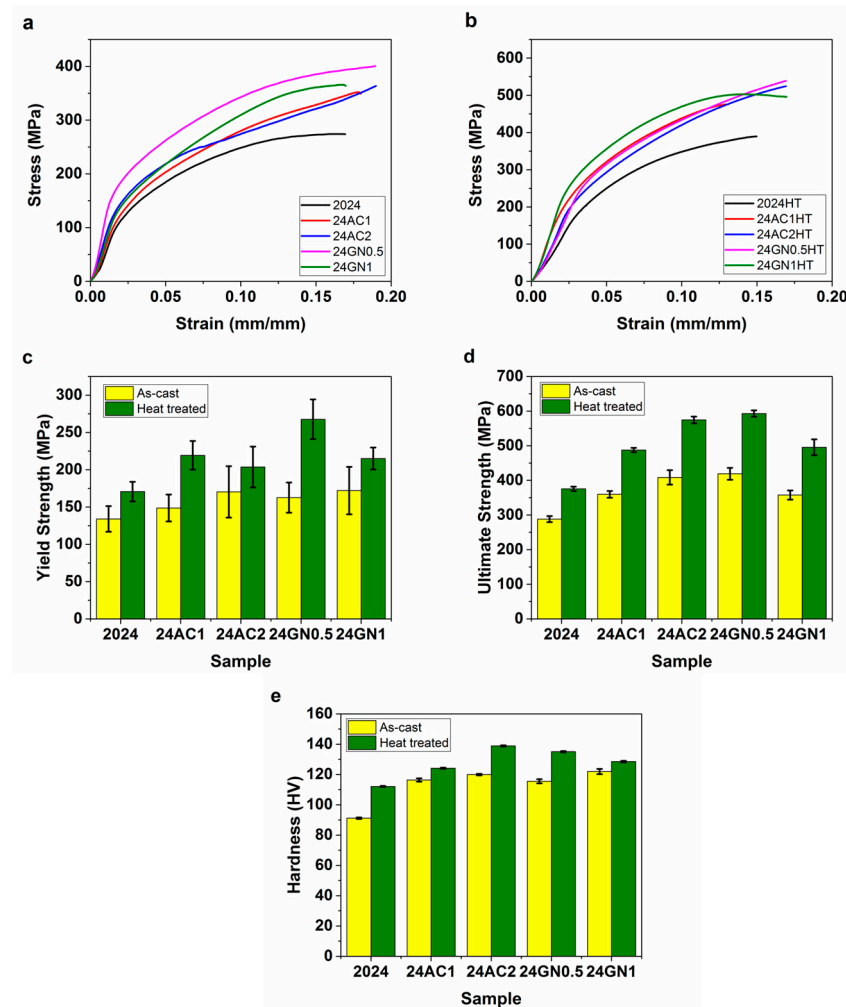 a
Stress (MPa)
400
300
200
100
0
2024
24AC1
24AC2
24GN0.5
24GN1
0.00 0.05 0.10 0.15 0.20
Strain (mm/mm)
b
Stress (MPa)
600
500
400
300
200
100
0
2024HT
24AC1HT
24AC2HT
24GN0.5HT
24GN1HT
0.00 0.05 0.10 0.15 0.20
Strain (mm/mm)
c
Yield Strength (MPa)
300
250
200
150
100
50
0
As-cast
Heat treated
2024 24AC1 24AC2 24GN0.5 24GN1
Sample
d
Ultimate Strength (MPa)
700
600
500
400
300
200
100
0
As-cast
Heat treated
2024 24AC1 24AC2 24GN0.5 24GN1
Sample
e
Hardness (HV)
160
140
120
100
80
60
40
20
0
As-cast
Heat treated
2024 24AC1 24AC2 24GN0.5 24GN1
Sample